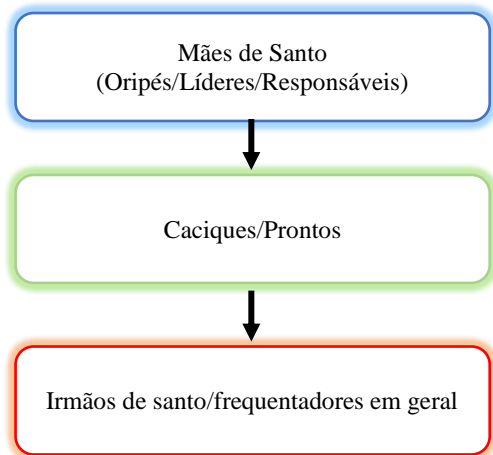 Mães de Santo
(Oripés/Líderes/Responsáveis)
Caciques/Prontos
Irmãos de santo/frequentadores em geral